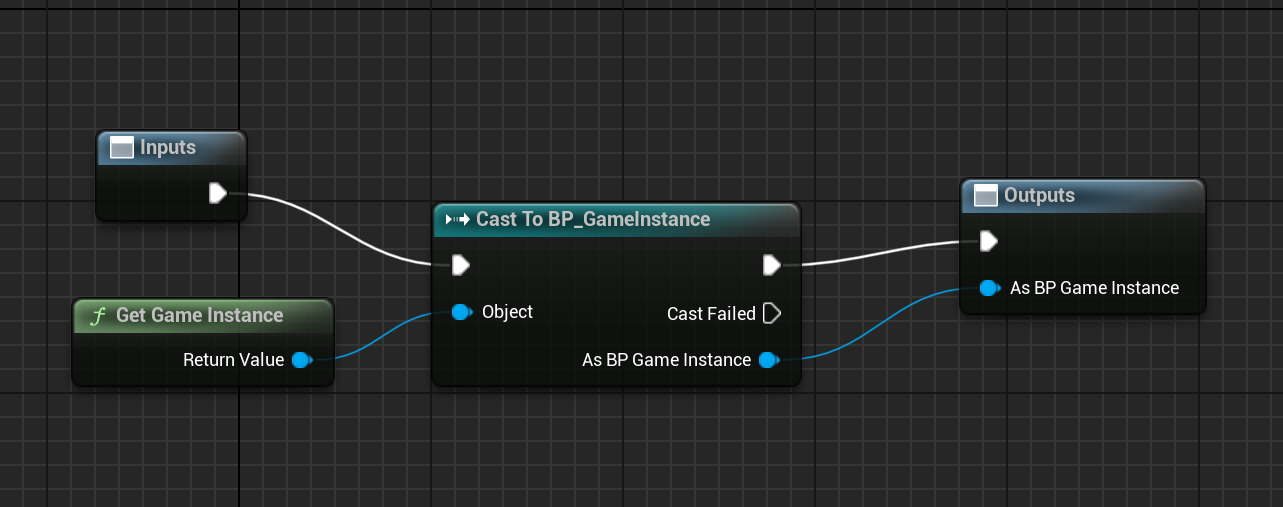 Inputs
Cast To BP_GameInstance
Outputs
Object
Cast Failed
As BP Game Instance
As BP Game Instance
Get Game Instance
Return Value